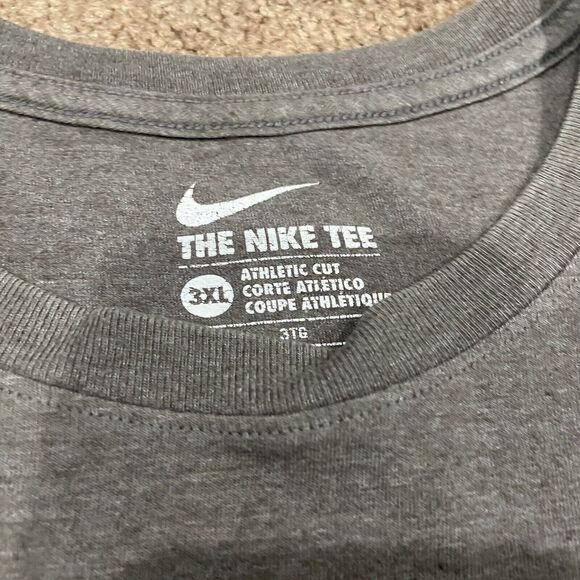 THE NIKE TEE
3XL
ATHLETIC CUT
CORTE ATLÉTICO
COUPE ATHLÉTIQUE
3TG